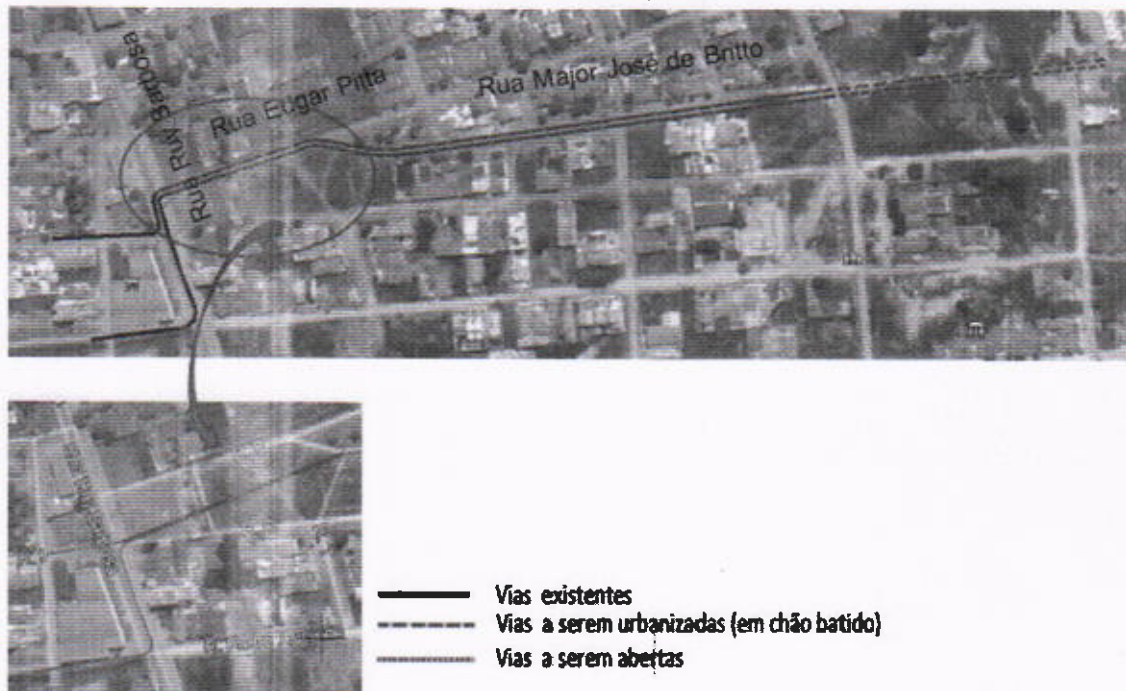 Rua Ruy Barbosa
Rua Edgar Pitta
Rua Major José de Britto
Vias existentes
Vias a serem urbanizadas (em chão batido)
Vias a serem abertas